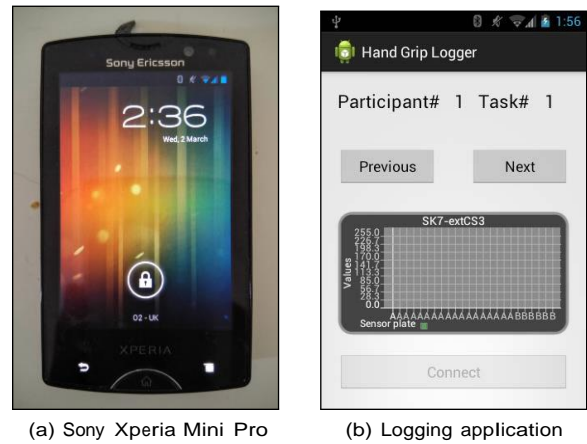 Sony Ericsson
2:36
Wed, 2 March
O2 - UK
XPERIA
(a) Sony Xperia Mini Pro
1:56
Hand Grip Logger
Participant# 1 Task# 1
Previous
Next
SK7-extCS3
Values
255.0
226.7
198.3
170.0
141.7
113.3
85.0
56.7
28.3
0.0
AAAAAAAAAAAAAAAAAABBBBBB
Sensor plate
Connect
(b) Logging application